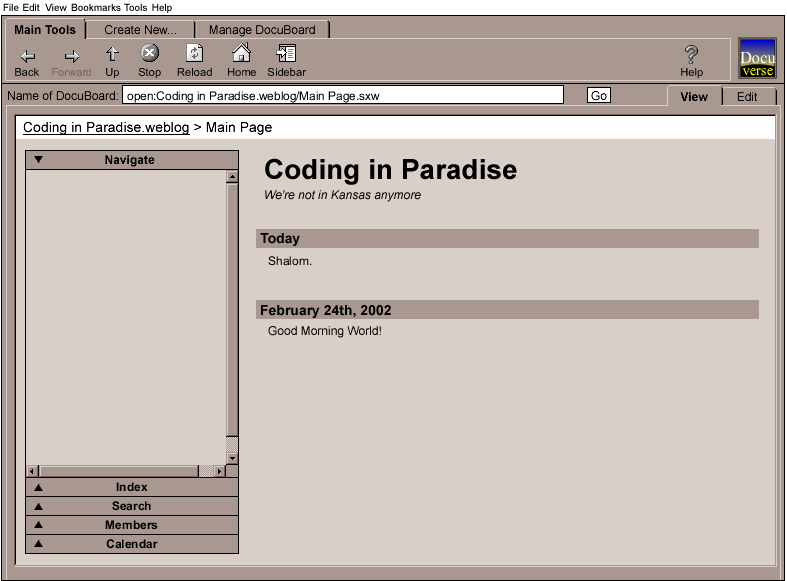 File Edit View Bookmarks Tools Help
Main Tools Create New... Manage DocuBoard
Back Forward Up Stop Reload Home Sidebar Help
Docu
verse
Name of DocuBoard: open:Coding in Paradise.weblog/Main Page.sxw Go View Edit
Coding in Paradise.weblog > Main Page
Navigate
Coding in Paradise
We're not in Kansas anymore
Today
Shalom.
February 24th, 2002
Good Morning World!
Index
Search
Members
Calendar